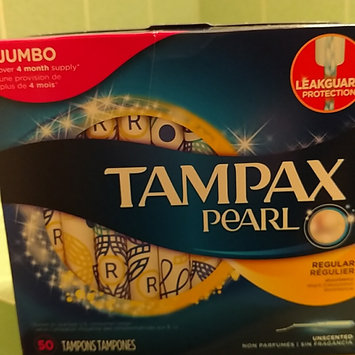 JUMBO
over 4 month supply*
une provision de
plus de 4 mois*
LEAKGUARD
PROTECTION
R
R
R
R
R
TAMPAX
PEARL
REGULAR
RÉGULIER
50 TAMPONS TAMPONES
UNSCENTED
NON PARFUMÉS | SIN FRAGANCIA